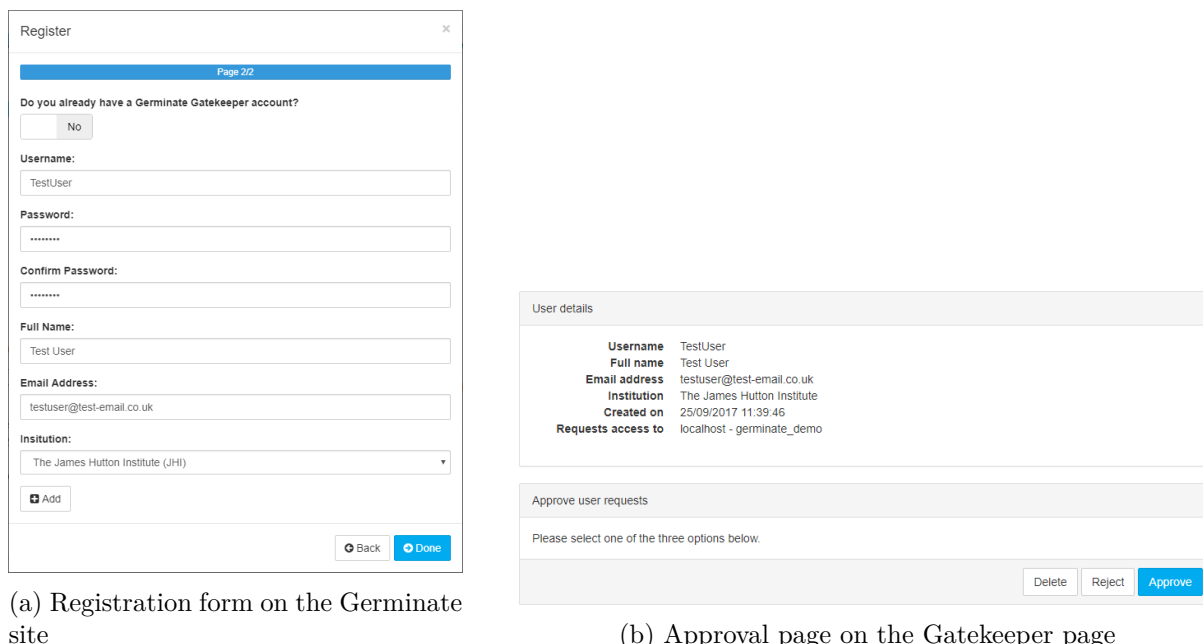 Register ×
Page 2/2
Do you already have a Germinate Gatekeeper account?
No
Username:
TestUser
Password:
••••••••
Confirm Password:
••••••••
Full Name:
Test User
Email Address:
testuser@test-email.co.uk
Insitution:
The James Hutton Institute (JHI)
Add
Back Done
(a) Registration form on the Germinate
site
User details
Username TestUser
Full name Test User
Email address testuser@test-email.co.uk
Institution The James Hutton Institute
Created on 25/09/2017 11:39:46
Requests access to localhost - germinate_demo
Approve user requests
Please select one of the three options below.
Delete Reject Approve
(b) Approval page on the Gatekeeper page